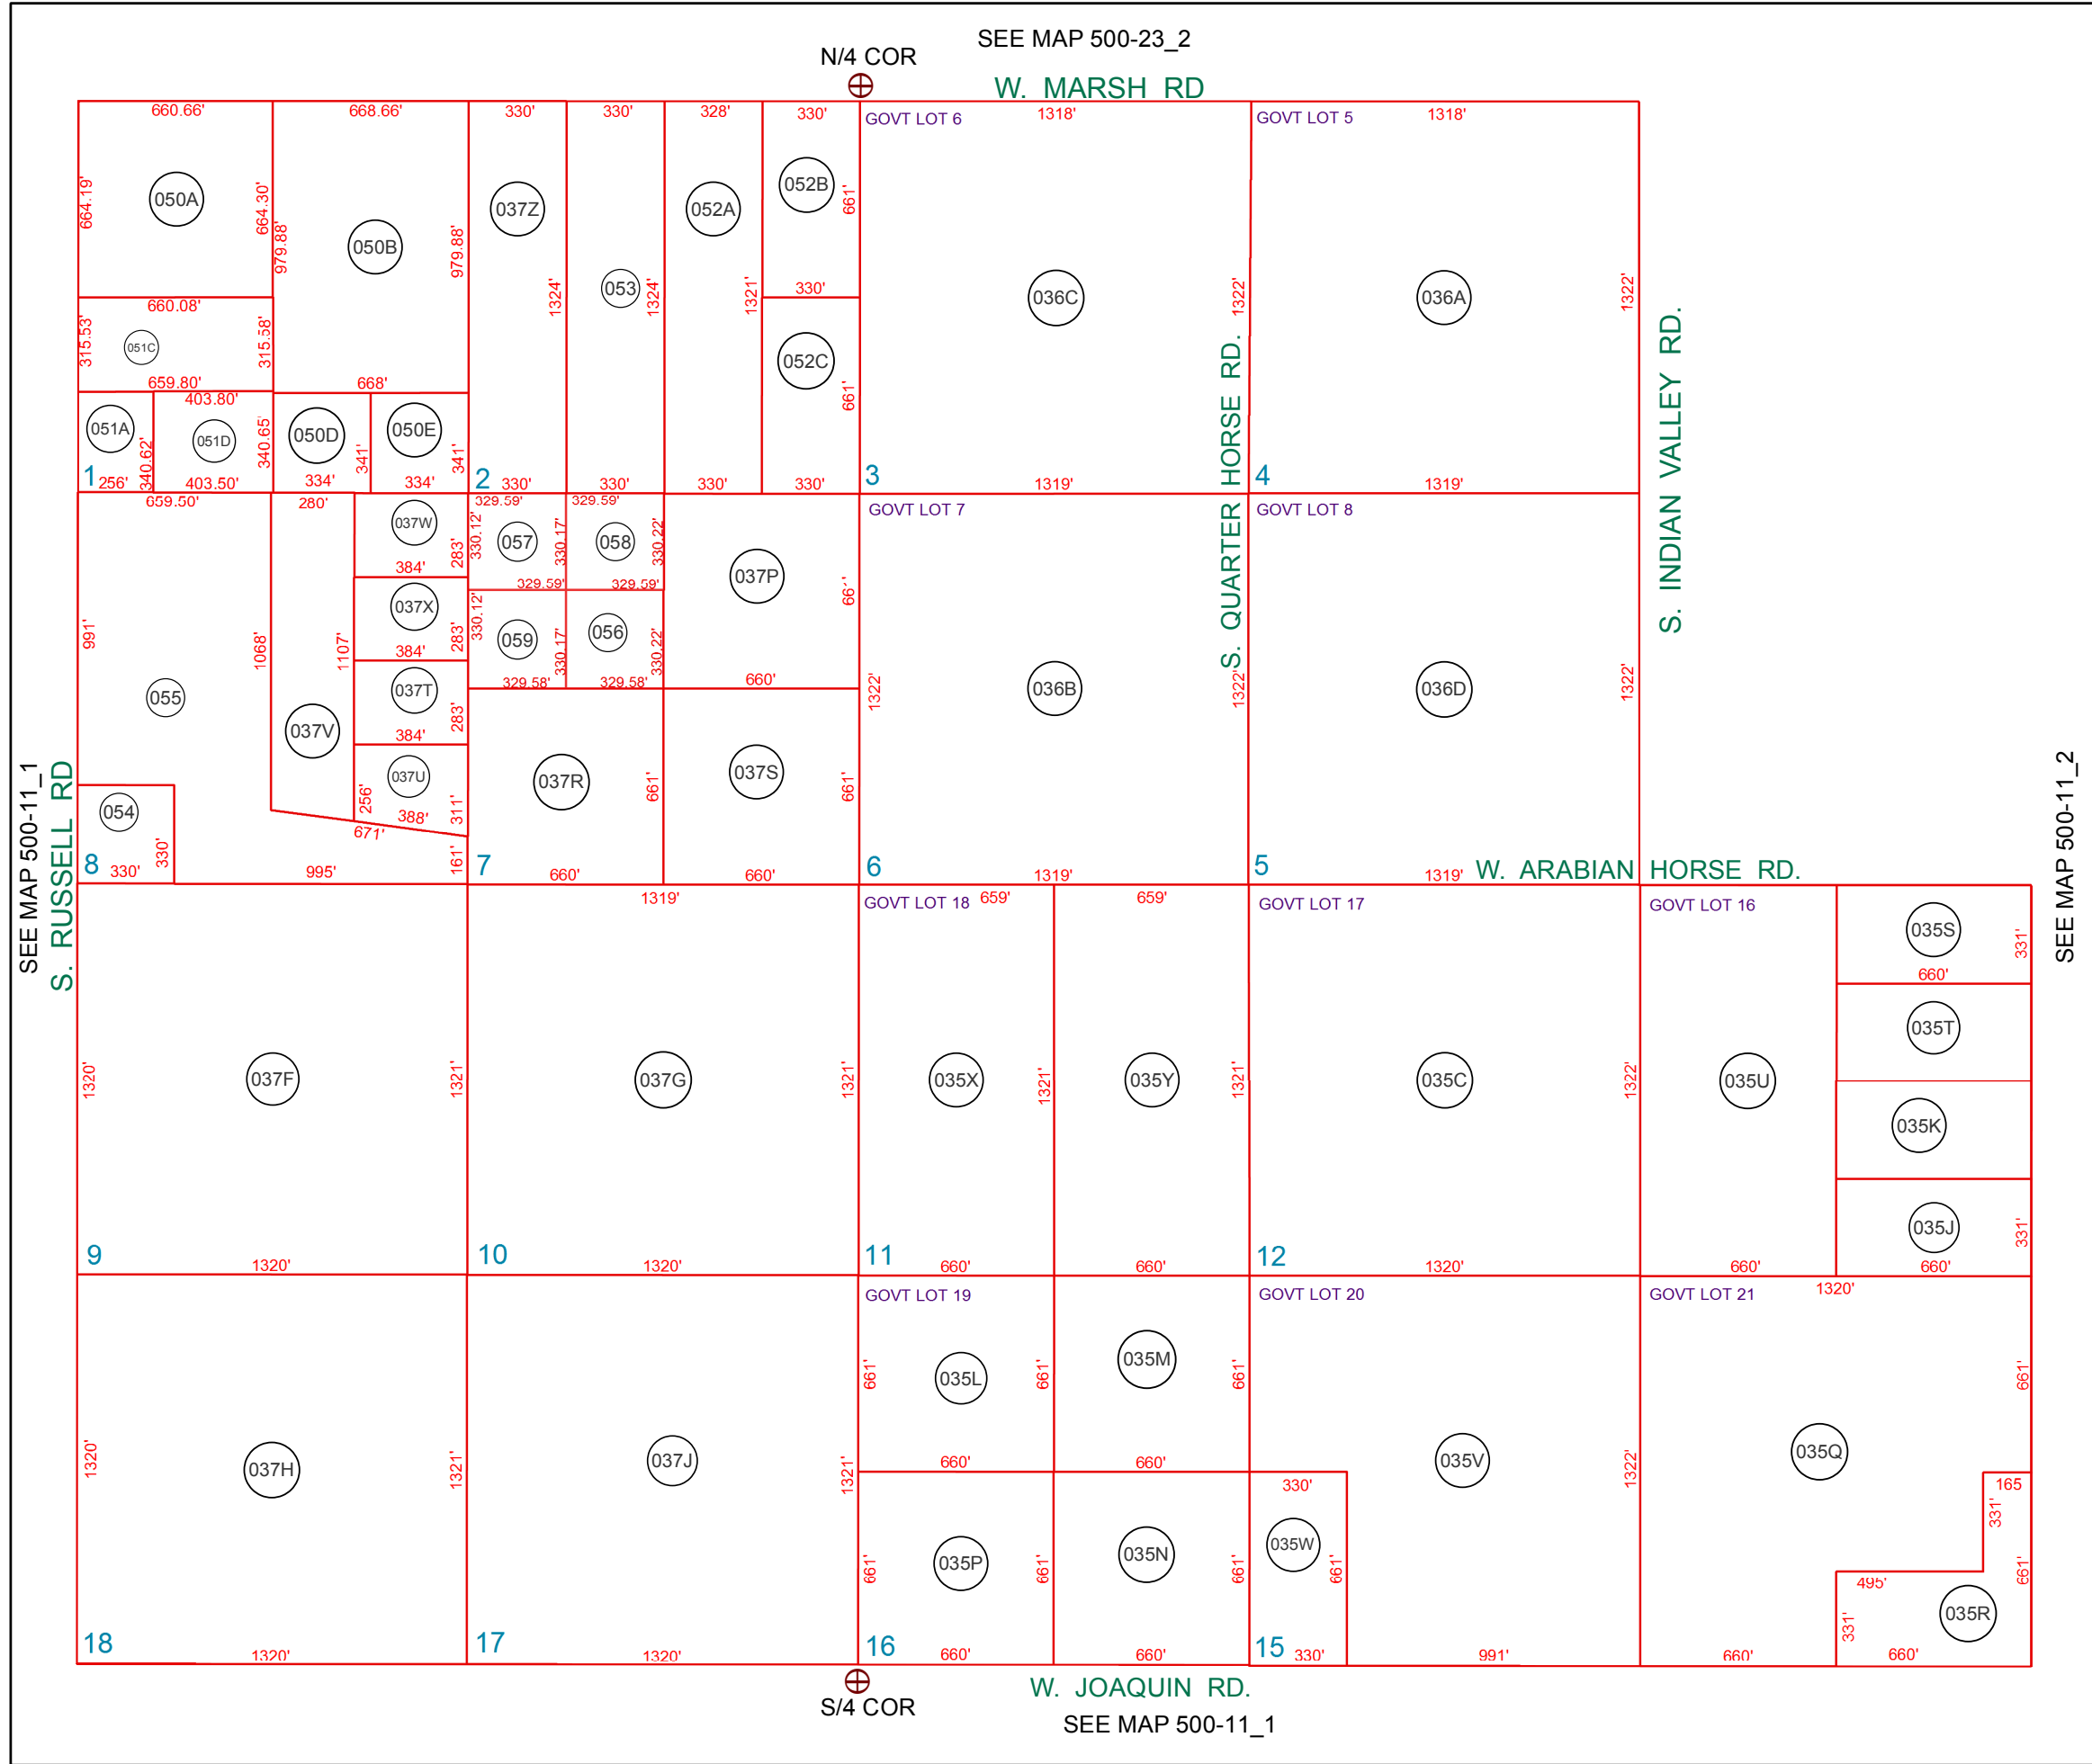 SEE MAP 500-23_2
N/4 COR
W. MARSH RD
660.66'
668.66'
330'
330'
328'
330'
GOVT LOT 6
1318'
GOVT LOT 5
1318'
664.19'
050A
664.30'
979.88'
050B
979.88'
037Z
1324'
053
1324'
052A
1321'
052B
661'
330'
052C
661'
036C
1322'
036A
1322'
S. QUARTER HORSE RD.
S. INDIAN VALLEY RD.
660.08'
315.53'
051C
315.58'
659.80'
668'
403.80'
051A
340.62'
051D
340.65'
050D
341'
050E
341'
1
256'
403.50'
334'
334'
2
330'
330'
330'
330'
3
1319'
4
1319'
659.50'
280'
037W
283'
384'
329.59'
329.59'
330.12'
057
330.17'
058
330.22'
329.59'
329.59'
037P
661'
GOVT LOT 7
GOVT LOT 8
991'
1068'
1107'
037X
283'
384'
330.12'
059
330.17'
056
330.22'
329.58'
329.58'
660'
055
037V
037T
283'
384'
1322'
036B
1322'
036D
1322'
037U
256'
388'
311'
671'
161'
037R
661'
037S
661'
054
330'
8
330'
995'
7
660'
660'
6
1319'
5
1319'
W. ARABIAN HORSE RD.
SEE MAP 500-11_1
S. RUSSELL RD
SEE MAP 500-11_2
1319'
GOVT LOT 18
659'
659'
GOVT LOT 17
GOVT LOT 16
035S
331'
660'
035T
1320'
037F
1321'
037G
1321'
035X
1321'
035Y
1321'
035C
1322'
035U
035K
035J
331'
9
1320'
10
1320'
11
660'
660'
12
1320'
660'
660'
GOVT LOT 19
GOVT LOT 20
GOVT LOT 21
1320'
661'
035L
661'
035M
661'
661'
660'
660'
1320'
037H
1321'
037J
1321'
035V
1322'
035Q
330'
165
331'
661'
035P
661'
035N
661'
035W
661'
661'
495'
331'
035R
18
1320'
17
1320'
16
660'
660'
15
330'
991'
660'
660'
S/4 COR
W. JOAQUIN RD.
SEE MAP 500-11_1